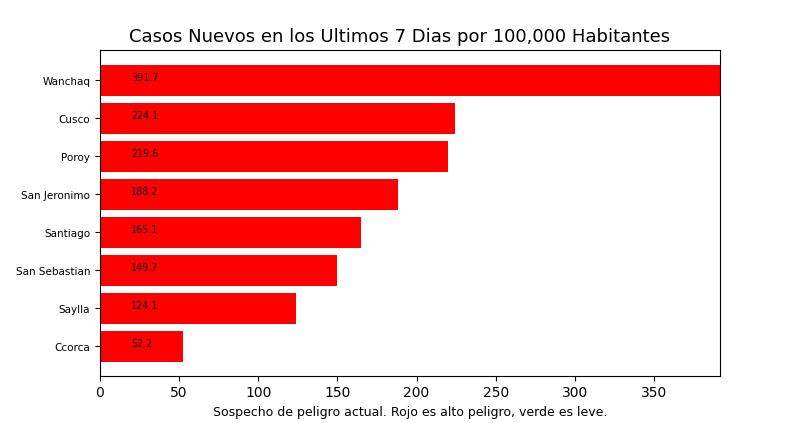 Casos Nuevos en los Ultimos 7 Dias por 100,000 Habitantes
Wanchaq 391.7
Cusco 224.1
Poroy 219.6
San Jeronimo 188.2
Santiago 165.1
San Sebastian 149.7
Saylla 124.1
Ccorca 52.2
0 50 100 150 200 250 300 350
Sospecho de peligro actual. Rojo es alto peligro, verde es leve.